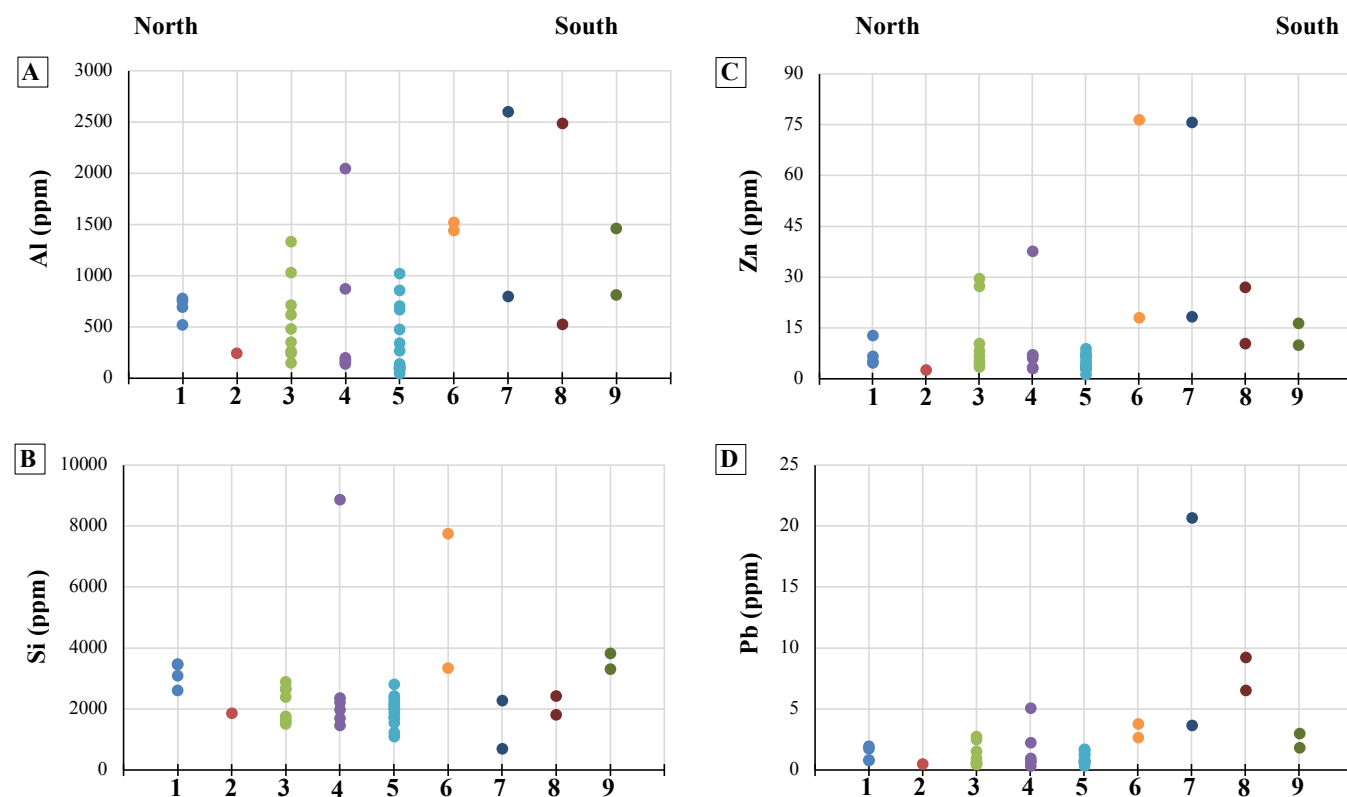 North South
A
Al (ppm)
3000
2500
2000
1500
1000
500
0
1 2 3 4 5 6 7 8 9
North South
C
Zn (ppm)
90
75
60
45
30
15
0
1 2 3 4 5 6 7 8 9
B
Si (ppm)
10000
8000
6000
4000
2000
0
1 2 3 4 5 6 7 8 9
D
Pb (ppm)
25
20
15
10
5
0
1 2 3 4 5 6 7 8 9